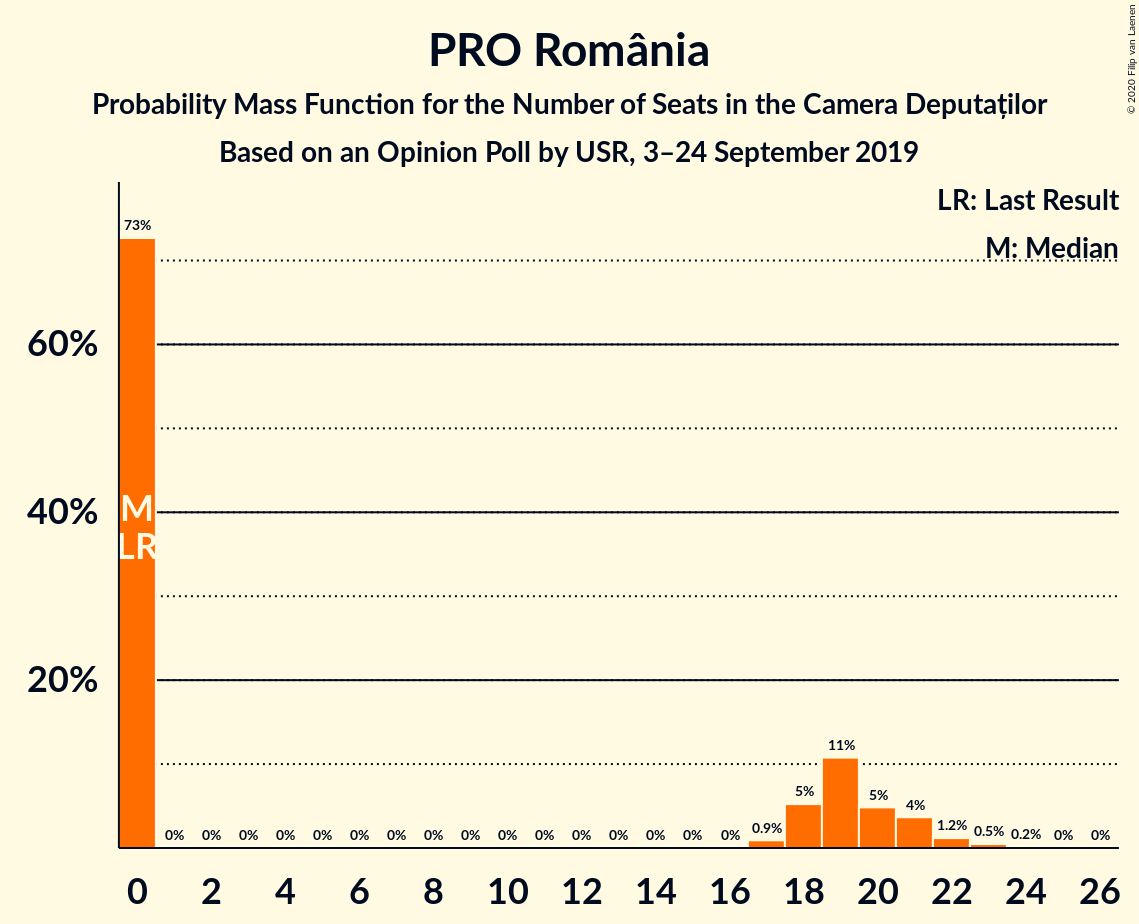 PRO România
Probability Mass Function for the Number of Seats in the Camera Deputaților
Based on an Opinion Poll by USR, 3–24 September 2019
© 2020 Filip van Laenen
LR: Last Result
M: Median
73%
60%
40%
20%
M
LR
0% 0% 0% 0% 0% 0% 0% 0% 0% 0% 0% 0% 0% 0% 0% 0% 0.9% 5% 11% 5% 4% 1.2% 0.5% 0.2% 0% 0%
0 2 4 6 8 10 12 14 16 18 20 22 24 26